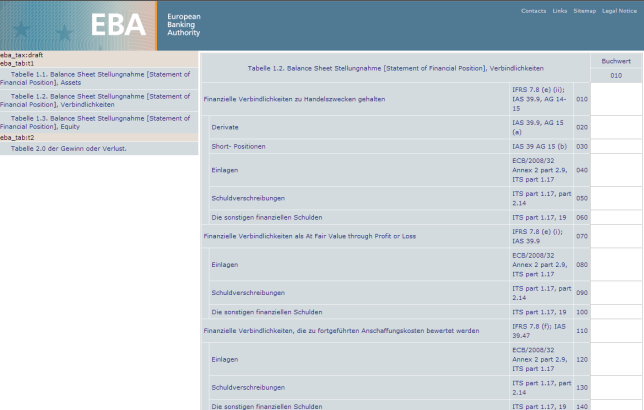 EBA
European
Banking
Authority
Contacts Links Sitemap Legal Notice
eba_tax:draft
eba_tab:t1
Tabelle 1.1. Balance Sheet Stellungnahme [Statement of
Financial Position], Assets
Tabelle 1.2. Balance Sheet Stellungnahme [Statement of
Financial Position], Verbindlichkeiten
Tabelle 1.3. Balance Sheet Stellungnahme [Statement of
Financial Position], Equity
eba_tab:t2
Tabelle 2.0 der Gewinn oder Verlust.
Tabelle 1.2. Balance Sheet Stellungnahme [Statement of Financial Position], Verbindlichkeiten
Buchwert
010
Finanzielle Verbindlichkeiten zu Handelszwecken gehalten
IFRS 7.8 (e) (ii);
IAS 39.9, AG 14-
15
010
Derivate
IAS 39.9, AG 15
(a)
020
Short- Positionen
IAS 39 AG 15 (b)
030
Einlagen
ECB/2008/32
Annex 2 part 2.9,
ITS part 1.17
040
Schuldverschreibungen
ITS part 1.17, part
2.14
050
Die sonstigen finanziellen Schulden
ITS part 1.17, 19
060
Finanzielle Verbindlichkeiten als At Fair Value through Profit or Loss
IFRS 7.8 (e) (i);
IAS 39.9
070
Einlagen
ECB/2008/32
Annex 2 part 2.9,
ITS part 1.17
080
Schuldverschreibungen
ITS part 1.17, part
2.14
090
Die sonstigen finanziellen Schulden
ITS part 1.17, 19
100
Finanzielle Verbindlichkeiten, die zu fortgeführten Anschaffungskosten bewertet werden
IFRS 7.8 (f); IAS
39.47
110
Einlagen
ECB/2008/32
Annex 2 part 2.9,
ITS part 1.17
120
Schuldverschreibungen
ITS part 1.17, part
2.14
130
Die sonstigen finanziellen Schulden
ITS part 1.17, 19
140